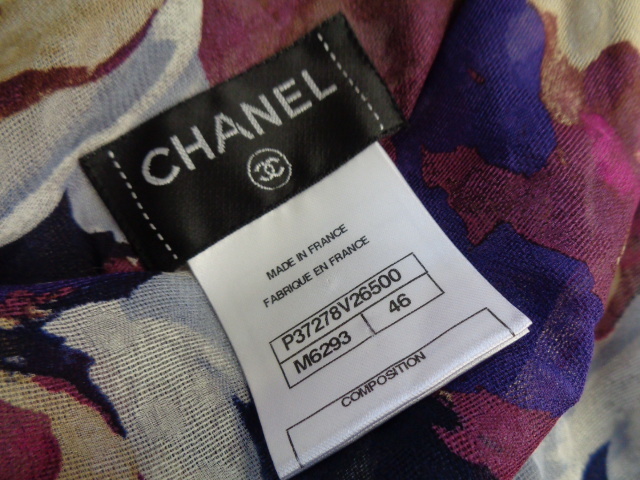 CHANEL
MADE IN FRANCE
FABRIQUE EN FRANCE
P37278V26500
M6293 46
COMPOSITION